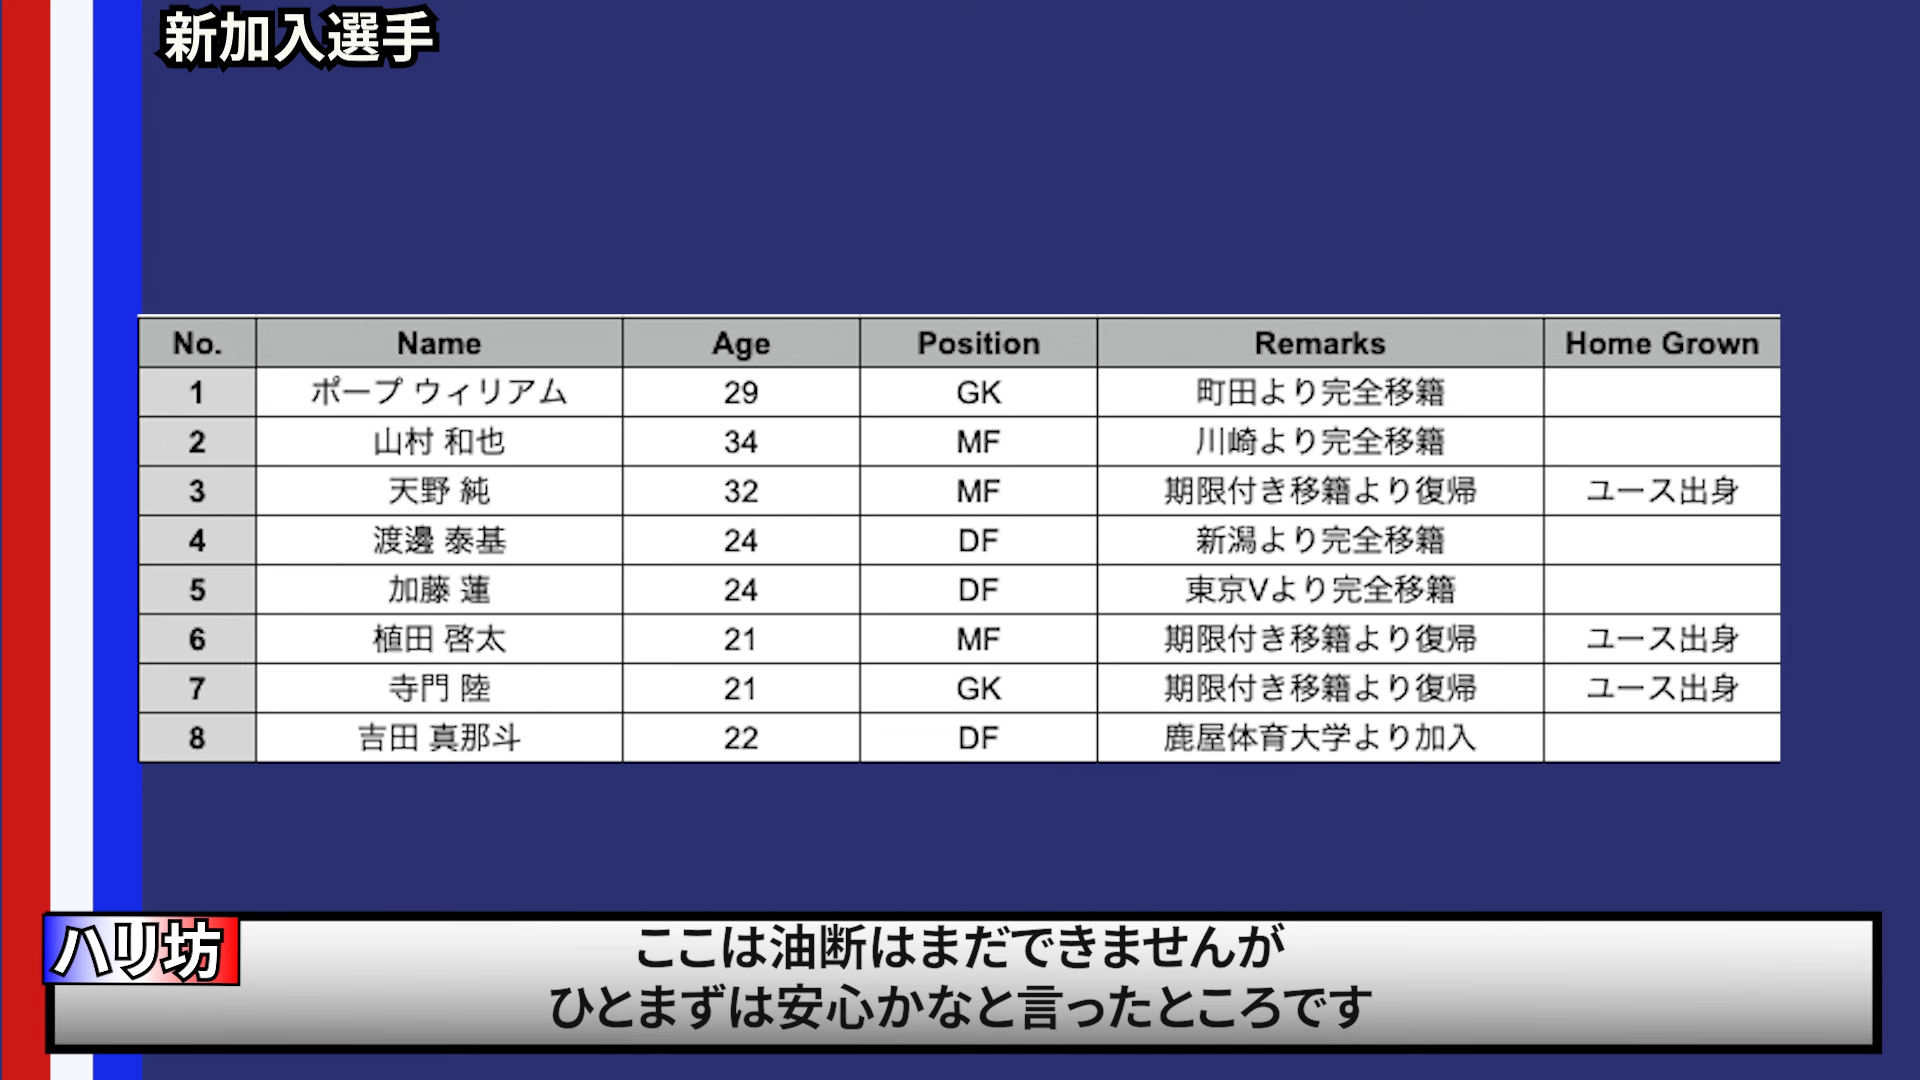 新加入選手
No. Name Age Position Remarks Home Grown
1 ポープ ウィリアム 29 GK 町田より完全移籍
2 山村 和也 34 MF 川崎より完全移籍
3 天野 純 32 MF 期限付き移籍より復帰 ユース出身
4 渡邊 泰基 24 DF 新潟より完全移籍
5 加藤 蓮 24 DF 東京Vより完全移籍
6 植田 啓太 21 MF 期限付き移籍より復帰 ユース出身
7 寺門 陸 21 GK 期限付き移籍より復帰 ユース出身
8 吉田 真那斗 22 DF 鹿屋体育大学より加入
ハリ坊
ここは油断はまだできませんが
ひとまずは安心かなと言ったところです